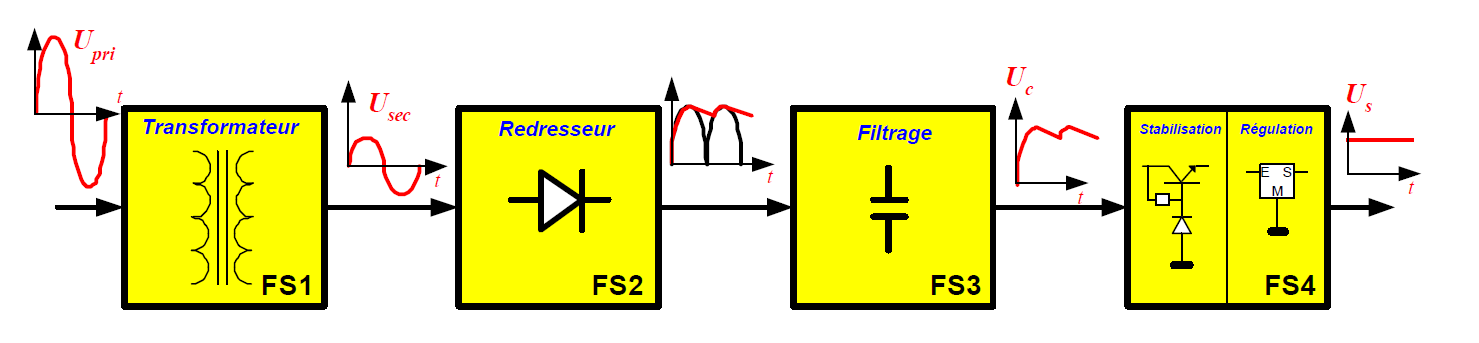 U pri
t
Transformateur
FS1
U sec
t
Redresseur
FS2
t
Filtrage
FS3
U c
t
Stabilisation
Régulation
E S
M
FS4
U s
t